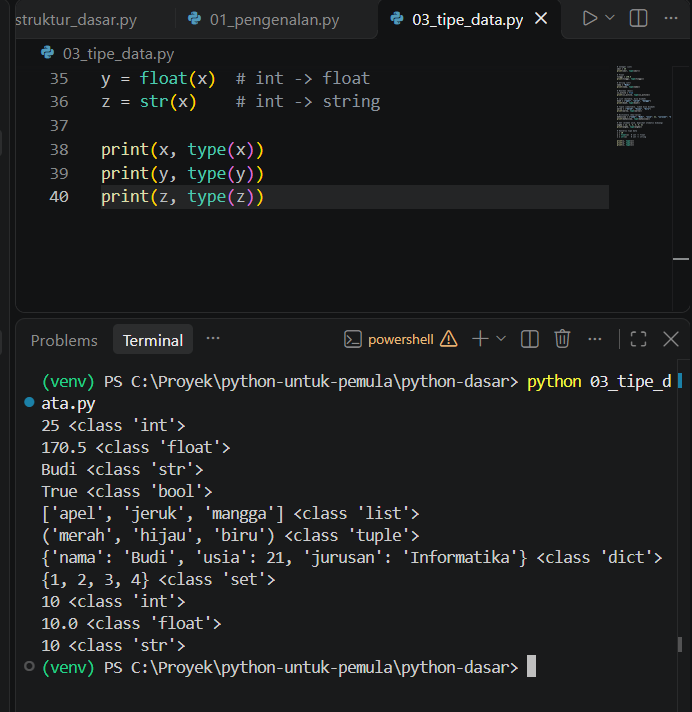 struktur_dasar.py 01_pengenalan.py 03_tipe_data.py
03_tipe_data.py
35 y = float(x)  # int -> float
36 z = str(x)    # int -> string
37
38 print(x, type(x))
39 print(y, type(y))
40 print(z, type(z))
Problems Terminal ··· powershell
(venv) PS C:\Proyek\python-untuk-pemula\python-dasar> python 03_tipe_d
ata.py
25 <class 'int'>
170.5 <class 'float'>
Budi <class 'str'>
True <class 'bool'>
['apel', 'jeruk', 'mangga'] <class 'list'>
('merah', 'hijau', 'biru') <class 'tuple'>
{'nama': 'Budi', 'usia': 21, 'jurusan': 'Informatika'} <class 'dict'>
{1, 2, 3, 4} <class 'set'>
10 <class 'int'>
10.0 <class 'float'>
10 <class 'str'>
(venv) PS C:\Proyek\python-untuk-pemula\python-dasar>